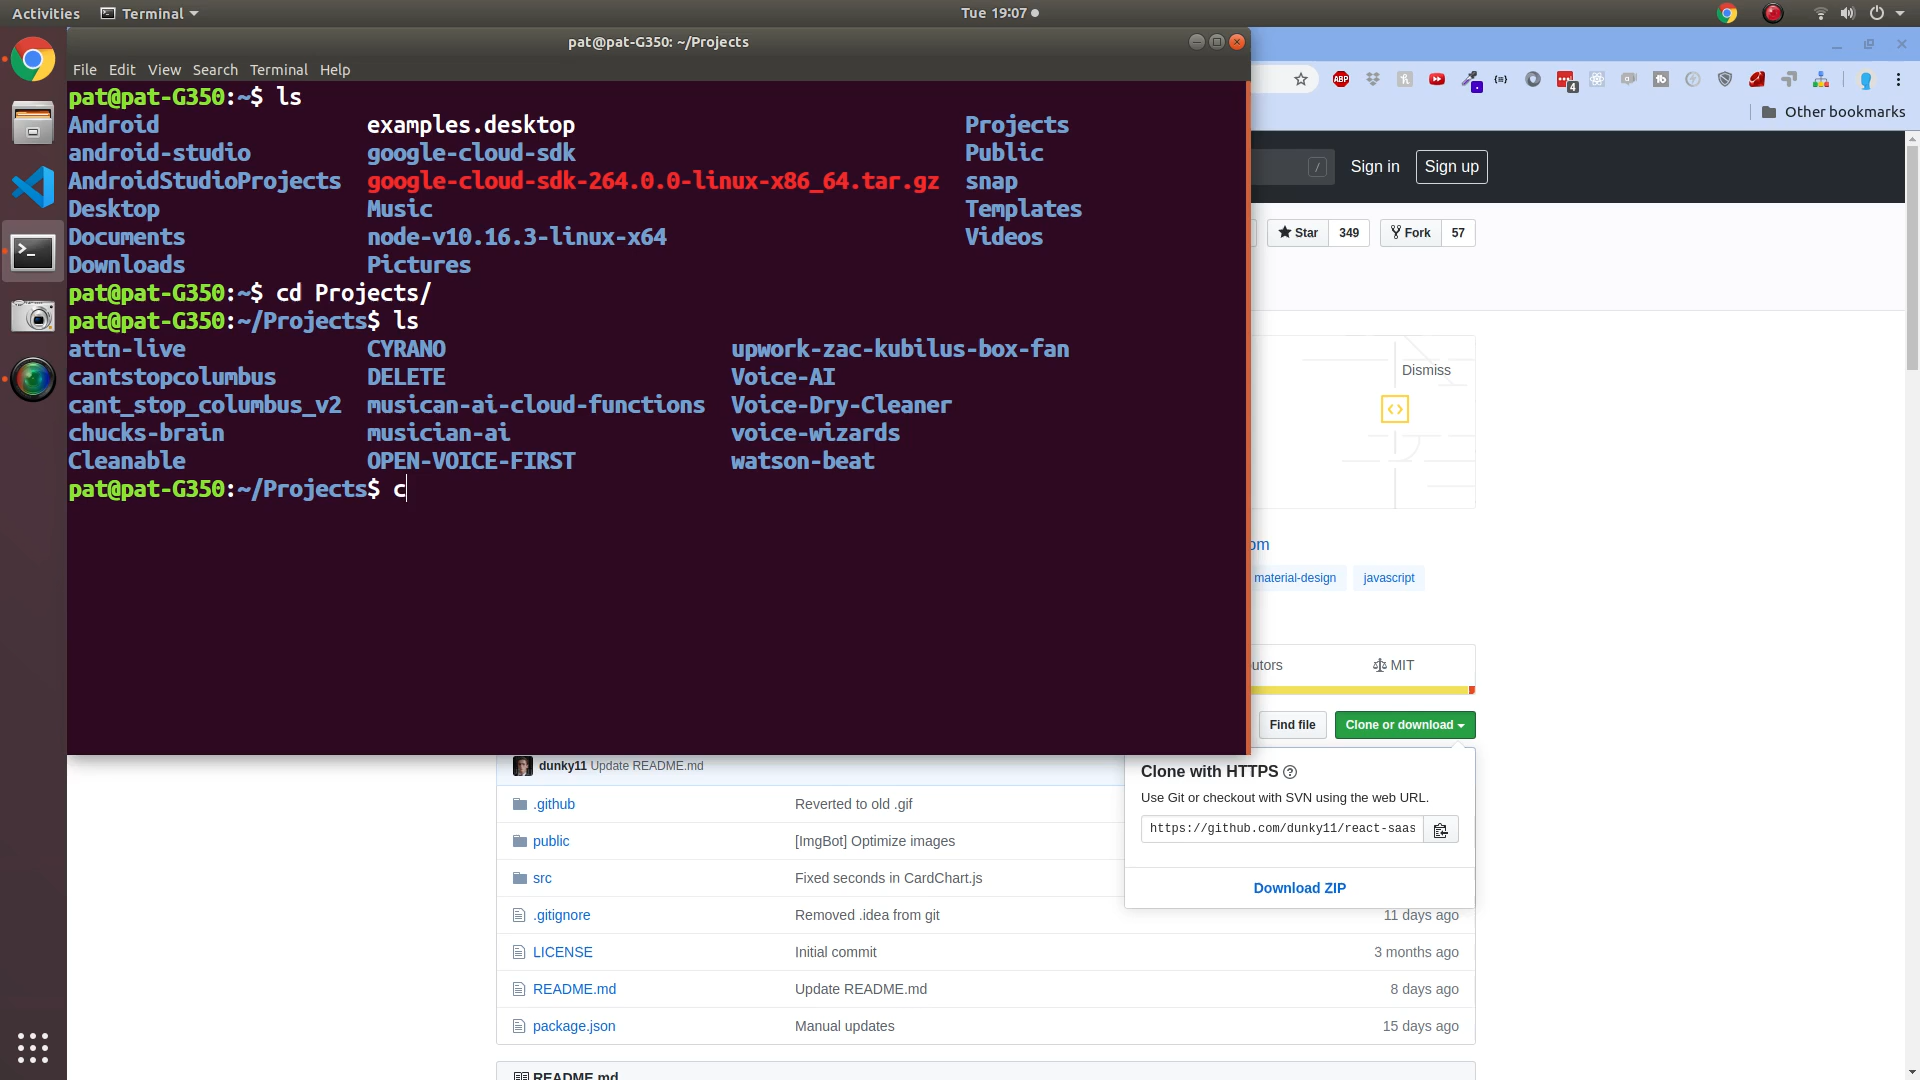 Activities Terminal Tue 19:07
pat@pat-G350: ~/Projects
File Edit View Search Terminal Help
pat@pat-G350:~$ ls
Android examples.desktop Projects
android-studio google-cloud-sdk Public
AndroidStudioProjects google-cloud-sdk-264.0.0-linux-x86_64.tar.gz snap
Desktop Music Templates
Documents node-v10.16.3-linux-x64 Videos
Downloads Pictures
pat@pat-G350:~$ cd Projects/
pat@pat-G350:~/Projects$ ls
attn-live CYRANO upwork-zac-kubilus-box-fan
cantstopcolumbus DELETE Voice-AI
cant_stop_columbus_v2 musican-ai-cloud-functions Voice-Dry-Cleaner
chucks-brain musician-ai voice-wizards
Cleanable OPEN-VOICE-FIRST watson-beat
pat@pat-G350:~/Projects$ c
ABP 4
Other bookmarks
/ Sign in Sign up
Star 349 Fork 57
Dismiss
om
material-design javascript
utors MIT
Find file Clone or download
dunky11 Update README.md
Clone with HTTPS
Use Git or checkout with SVN using the web URL.
https://github.com/dunky11/react-saas
Download ZIP
.github Reverted to old .gif
public [ImgBot] Optimize images
src Fixed seconds in CardChart.js
.gitignore Removed .idea from git 11 days ago
LICENSE Initial commit 3 months ago
README.md Update README.md 8 days ago
package.json Manual updates 15 days ago
README.md